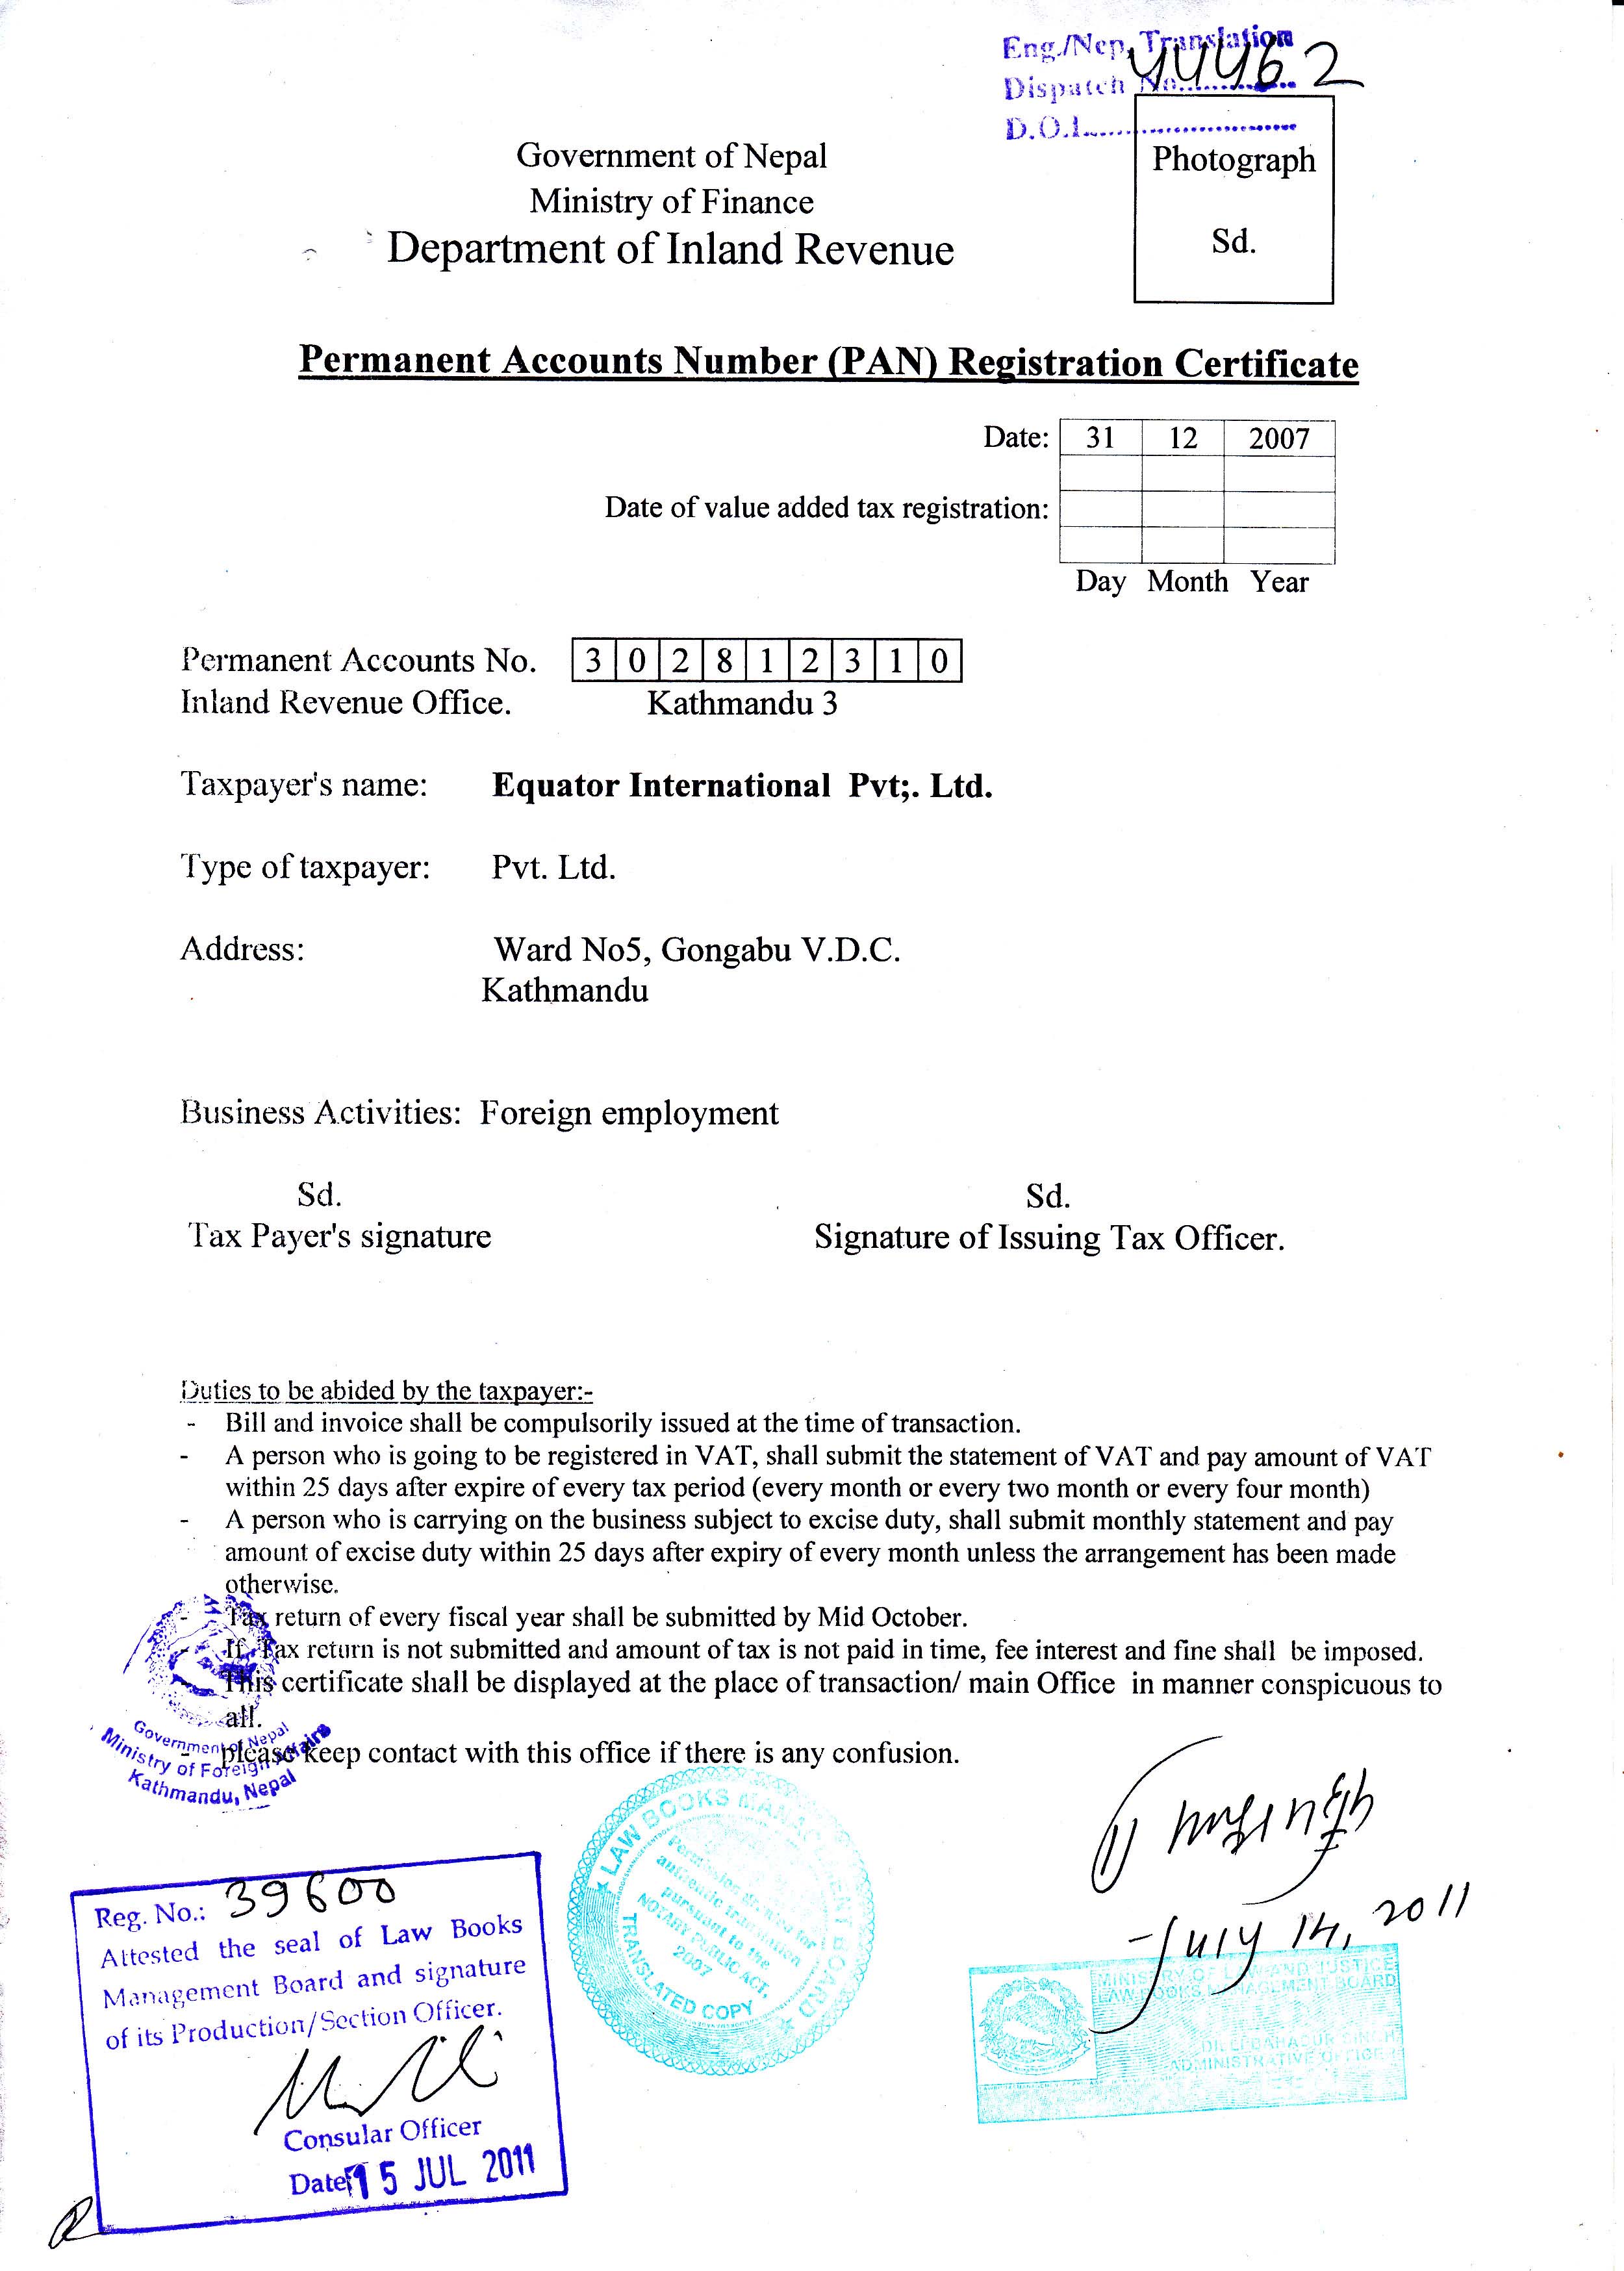 Eng./Nep. Translation
Dispatch No. 44462
D.O.I.
Government of Nepal
Ministry of Finance
Department of Inland Revenue
Photograph
Sd.
Permanent Accounts Number (PAN) Registration Certificate
Date: 31 12 2007
Date of value added tax registration:
Day Month Year
Permanent Accounts No. 3 0 2 8 1 2 3 1 0
Inland Revenue Office. Kathmandu 3
Taxpayer's name: Equator International Pvt;. Ltd.
Type of taxpayer: Pvt. Ltd.
Address: Ward No5, Gongabu V.D.C.
Kathmandu
Business Activities: Foreign employment
Sd. Sd.
Tax Payer's signature Signature of Issuing Tax Officer.
Duties to be abided by the taxpayer:-
- Bill and invoice shall be compulsorily issued at the time of transaction.
- A person who is going to be registered in VAT, shall submit the statement of VAT and pay amount of VAT
within 25 days after expire of every tax period (every month or every two month or every four month)
- A person who is carrying on the business subject to excise duty, shall submit monthly statement and pay
amount of excise duty within 25 days after expiry of every month unless the arrangement has been made
otherwise.
- Tax return of every fiscal year shall be submitted by Mid October.
- If, Tax return is not submitted and amount of tax is not paid in time, fee interest and fine shall be imposed.
- This certificate shall be displayed at the place of transaction/ main Office in manner conspicuous to
all.
- please keep contact with this office if there is any confusion.
Government of Nepal
Ministry of Foreign Affairs
Kathmandu, Nepal
Reg. No.: 39600
Attested the seal of Law Books
Management Board and signature
of its Production/Section Officer.
Consular Officer
Date: 15 JUL 2011
LAW BOOKS MANAGEMENT BOARD
TRANSLATED COPY
authentic translation
pursuant to the
NOTARY PUBLIC ACT,
2007
July 14, 2011
MINISTRY OF LAW AND JUSTICE
LAW BOOKS MANAGEMENT BOARD
ADMINISTRATIVE OFFICER